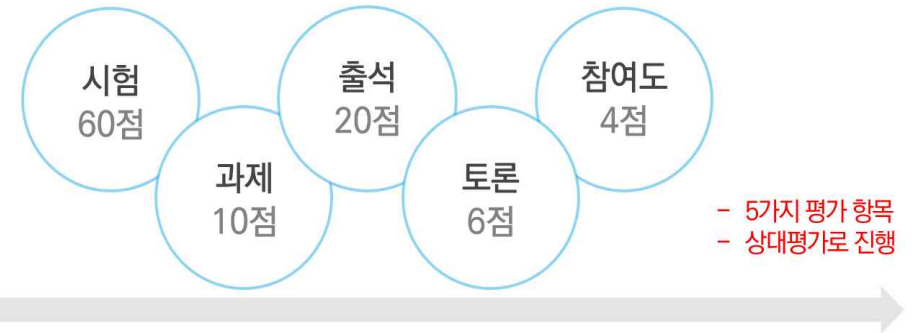 시험
60점
과제
10점
출석
20점
토론
6점
참여도
4점
- 5가지 평가 항목
- 상대평가로 진행